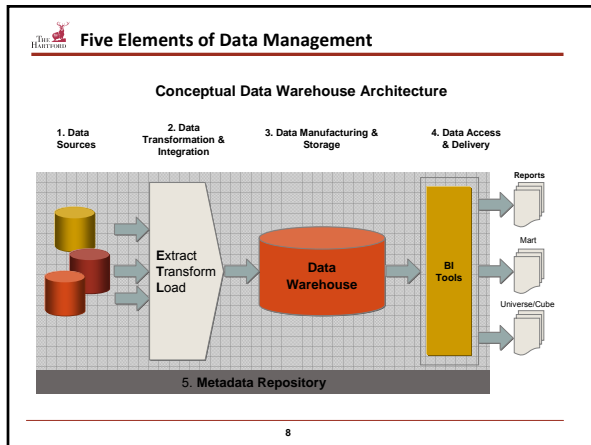 THE
HARTFORD
Five Elements of Data Management
Conceptual Data Warehouse Architecture
1. Data
Sources
2. Data
Transformation &
Integration
3. Data Manufacturing &
Storage
4. Data Access
& Delivery
Extract
Transform
Load
Data
Warehouse
BI
Tools
Reports
Mart
Universe/Cube
5. Metadata Repository
8